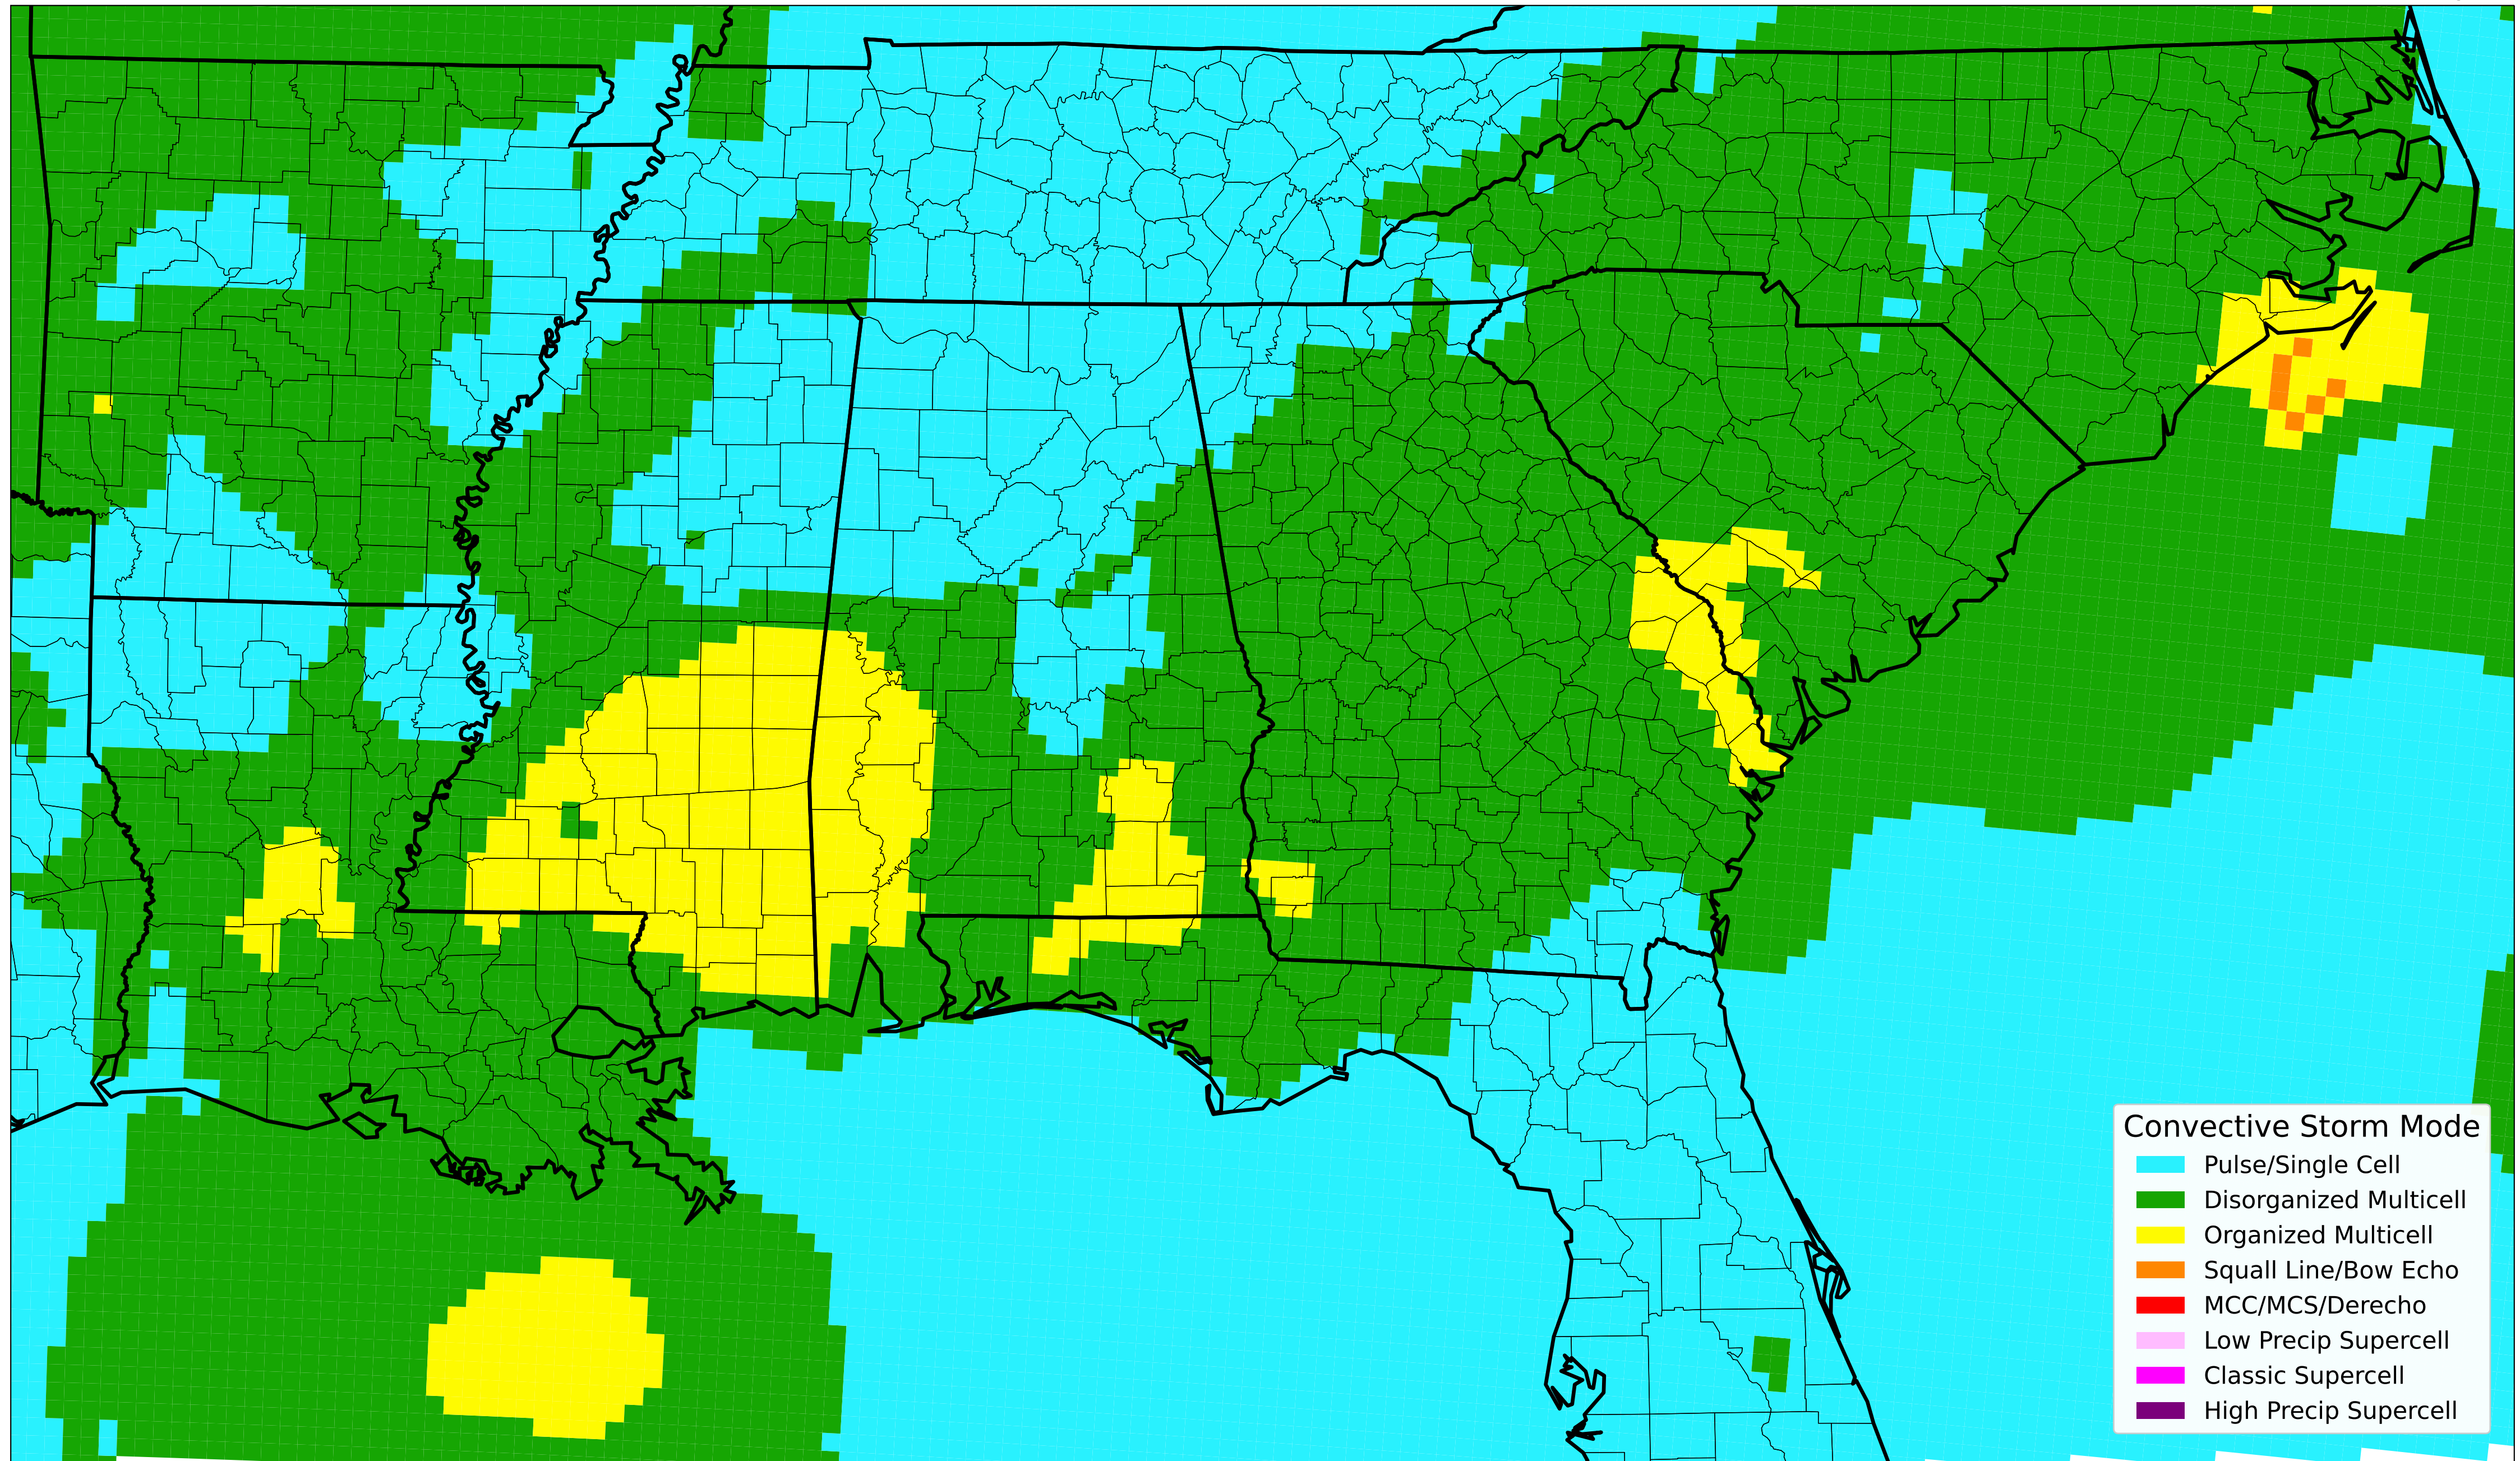 Convective Storm Mode
Pulse/Single Cell
Disorganized Multicell
Organized Multicell
Squall Line/Bow Echo
MCC/MCS/Derecho
Low Precip Supercell
Classic Supercell
High Precip Supercell